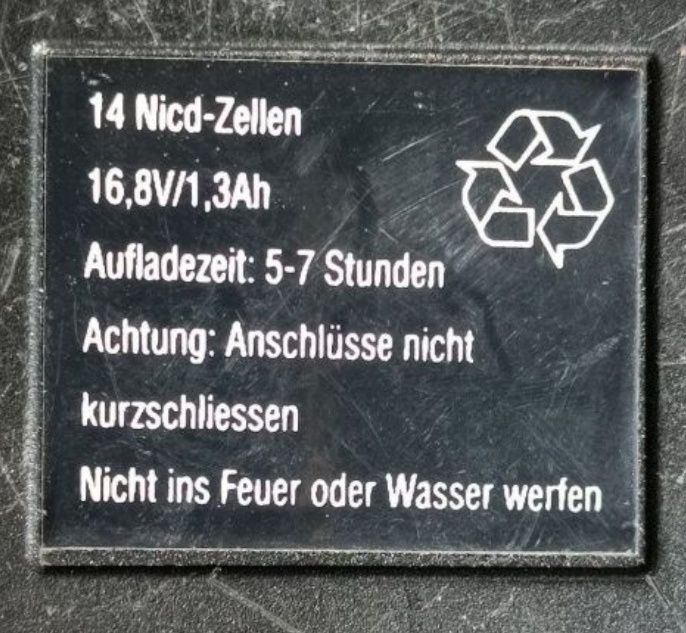 14 Nicd-Zellen
16,8V/1,3Ah
Aufladezeit: 5-7 Stunden
Achtung: Anschlüsse nicht
kurzschliessen
Nicht ins Feuer oder Wasser werfen